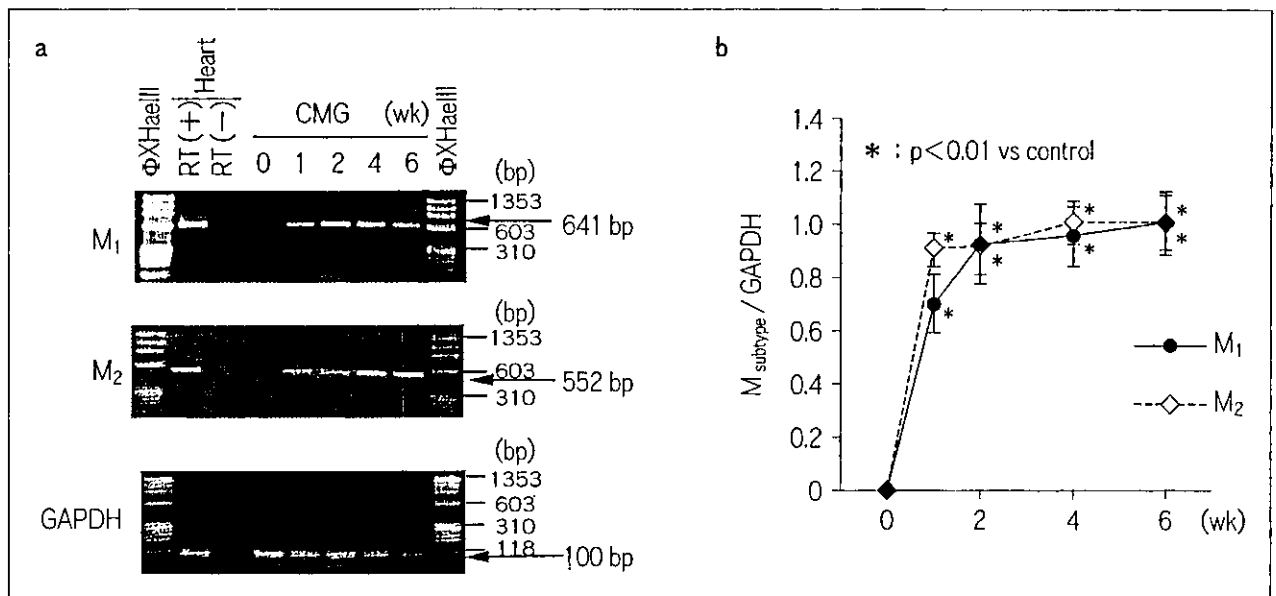 a
Heart
ΦXHaeIII
RT(+)
RT(−)
CMG (wk)
0 1 2 4 6
ΦXHaeIII
(bp)
M1
1353
603
310
641 bp
(bp)
M2
1353
603
310
552 bp
(bp)
GAPDH
1353
603
310
118
100 bp
b
* : p<0.01 vs control
M subtype / GAPDH
1.4
1.2
1.0
0.8
0.6
0.4
0.2
0
0 2 4 6 (wk)
M1
M2